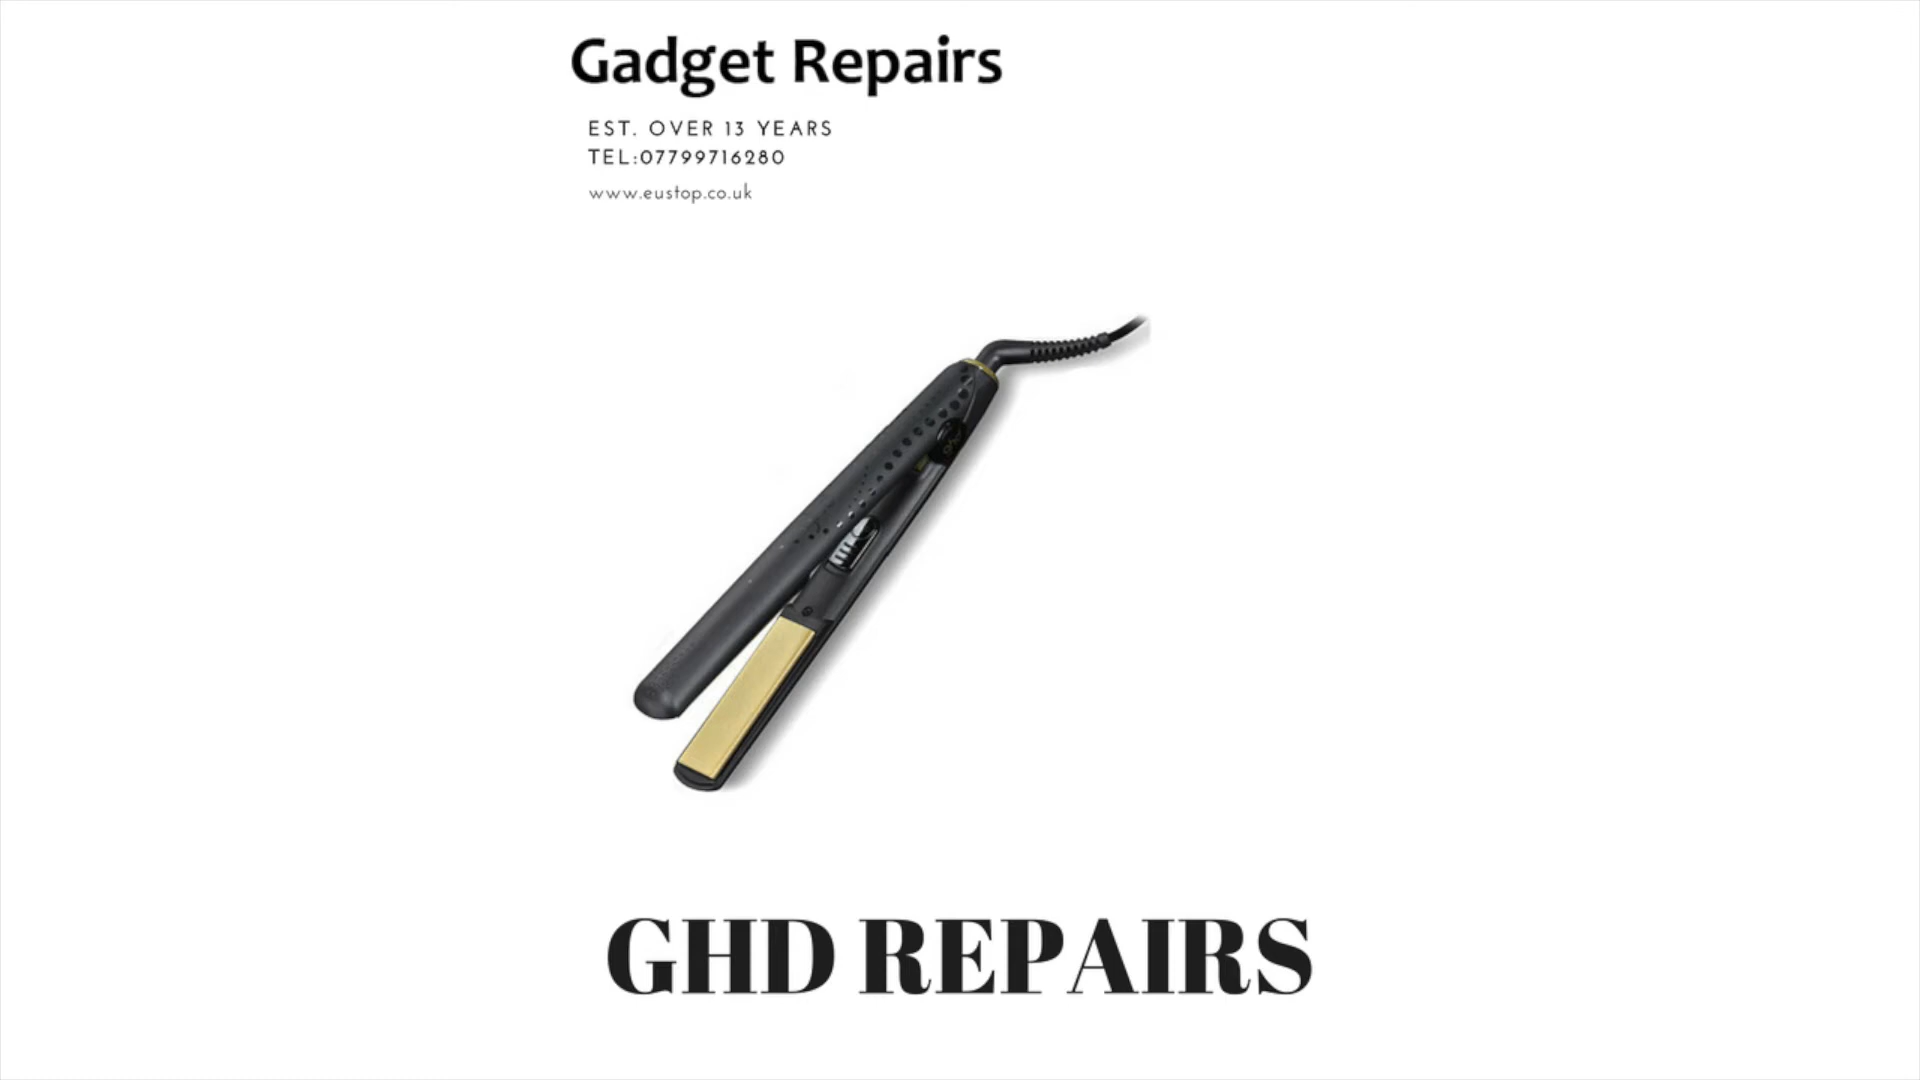 Gadget Repairs
EST. OVER 13 YEARS
TEL:07799716280
www.eustop.co.uk
GHD REPAIRS